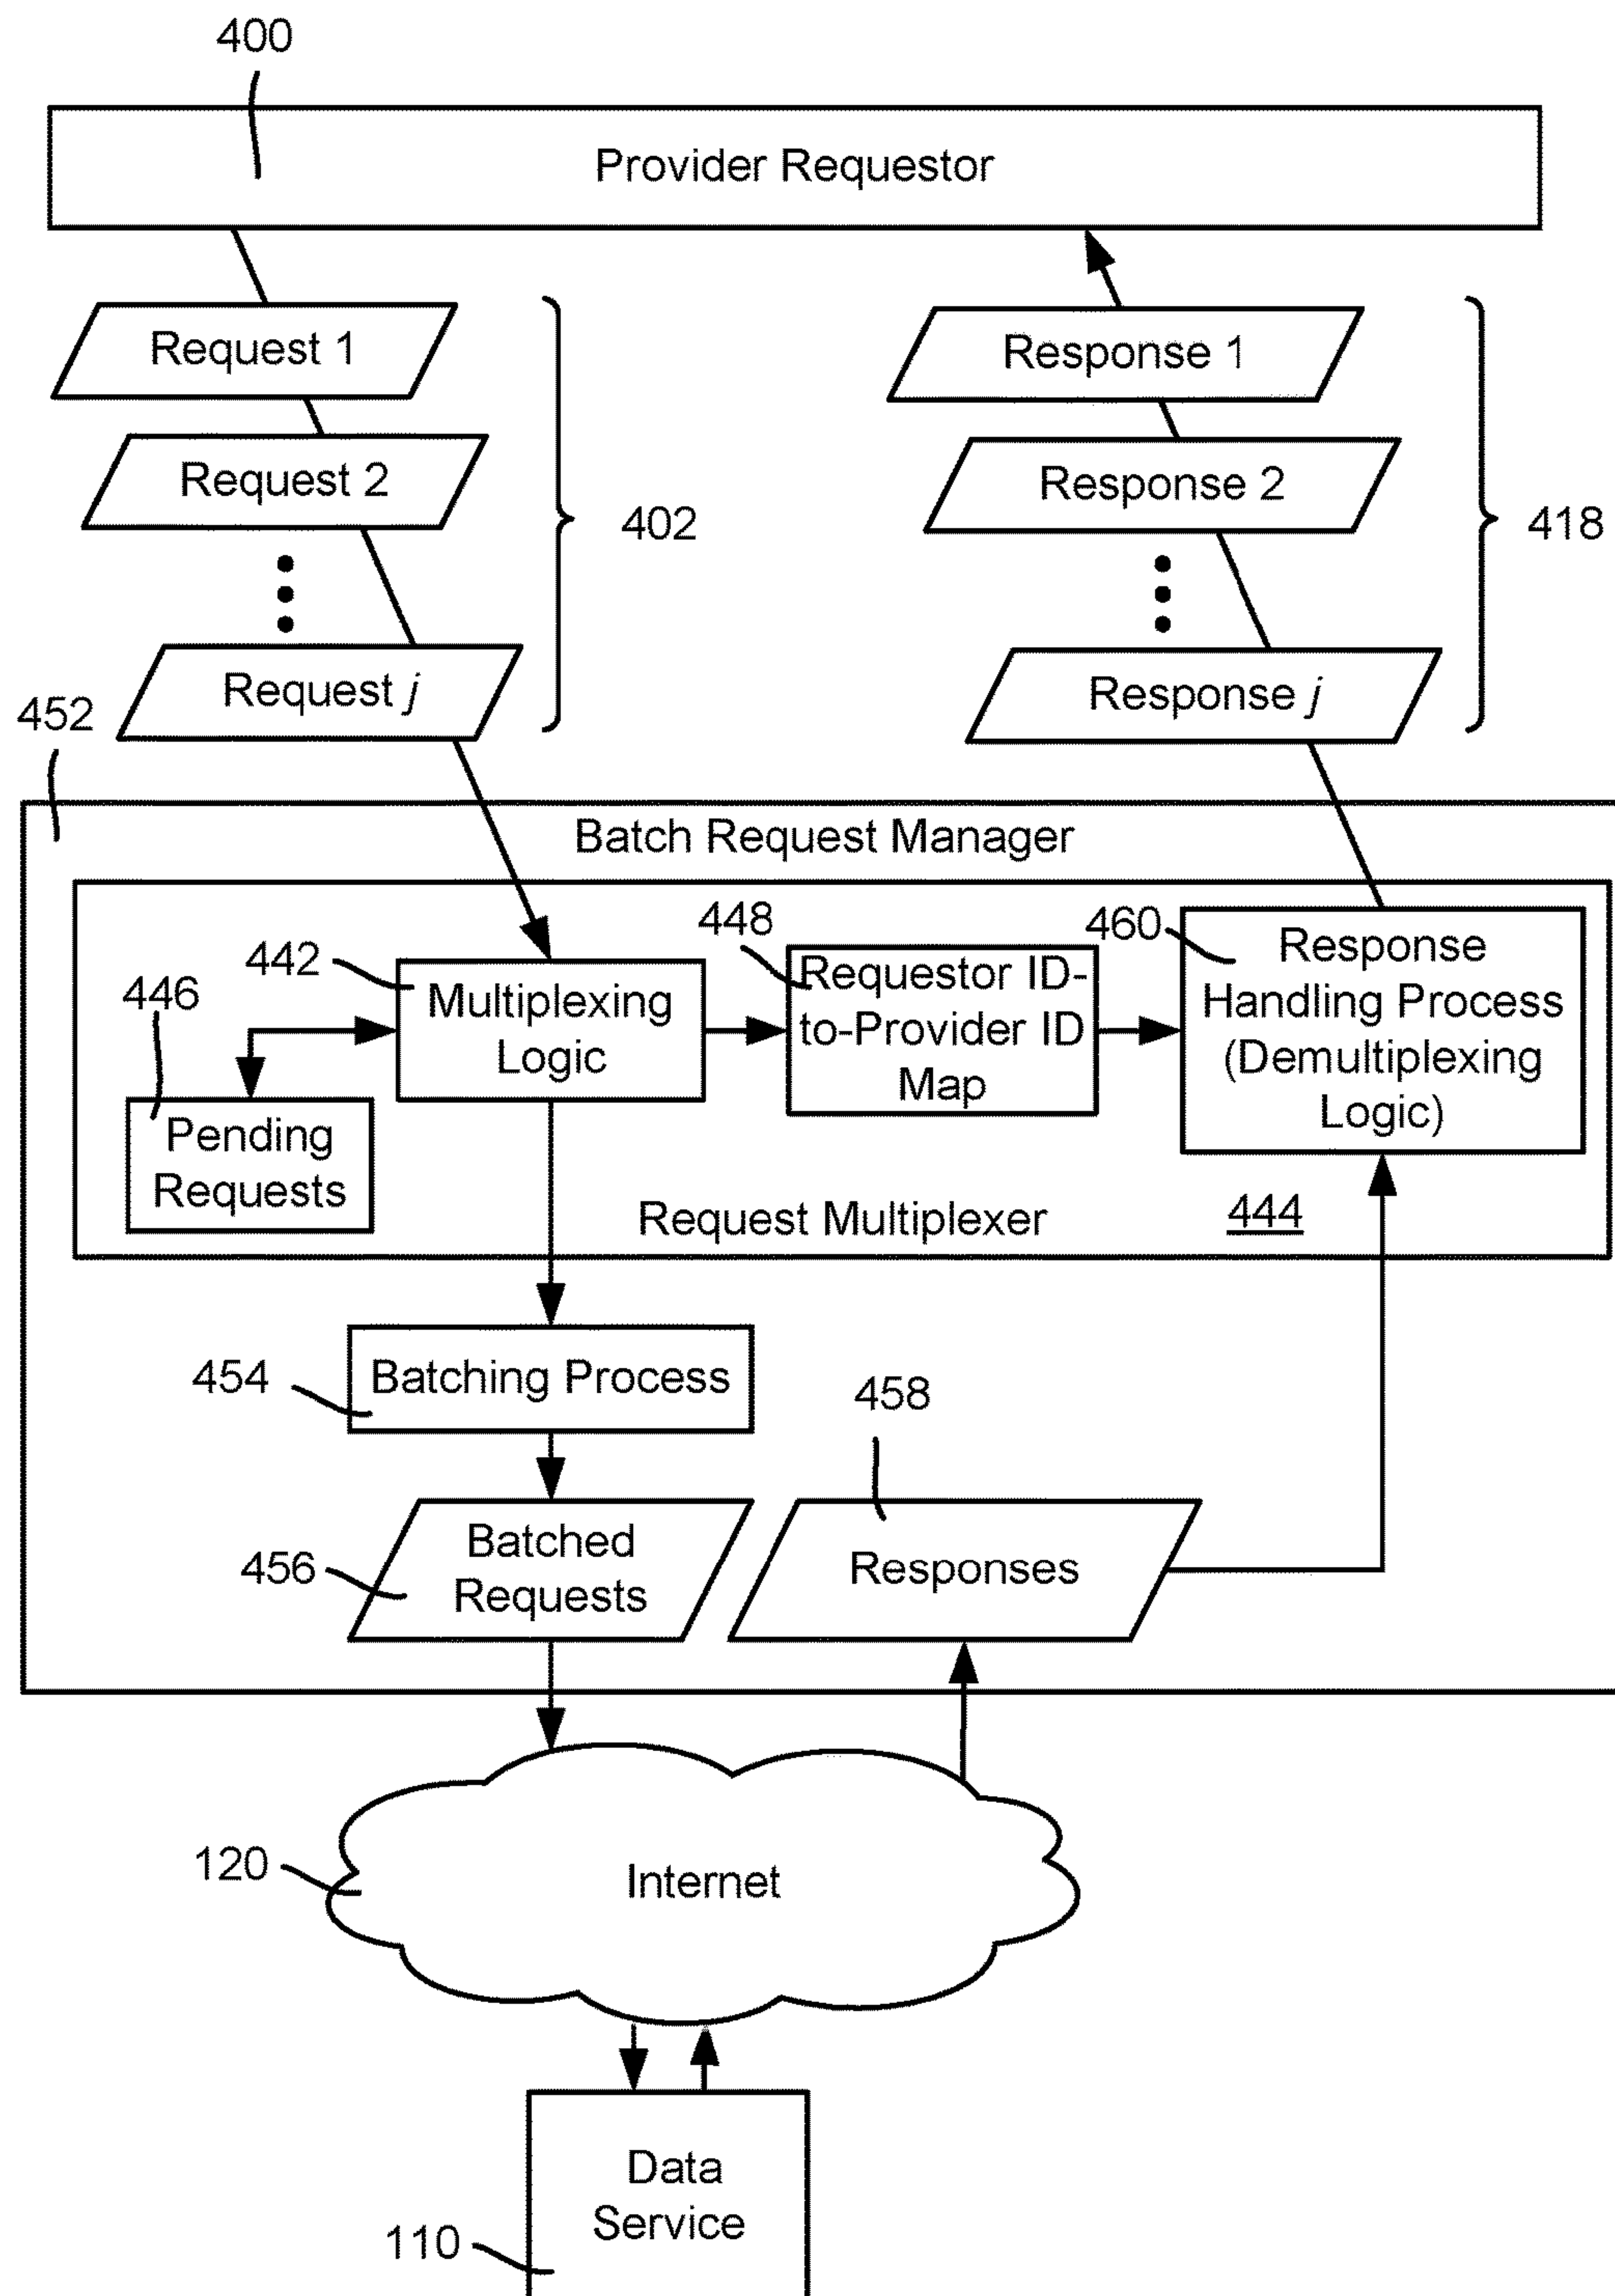 400
Provider Requestor
Request 1
Response 1
Request 2
Response 2
402
418
Request j
Response j
452
Batch Request Manager
442
448
460
446
Multiplexing
Logic
Requestor ID-
to-Provider ID
Map
Response
Handling Process
(Demultiplexing
Logic)
Pending
Requests
Request Multiplexer
444
454
Batching Process
458
456
Batched
Requests
Responses
120
Internet
Data
Service
110